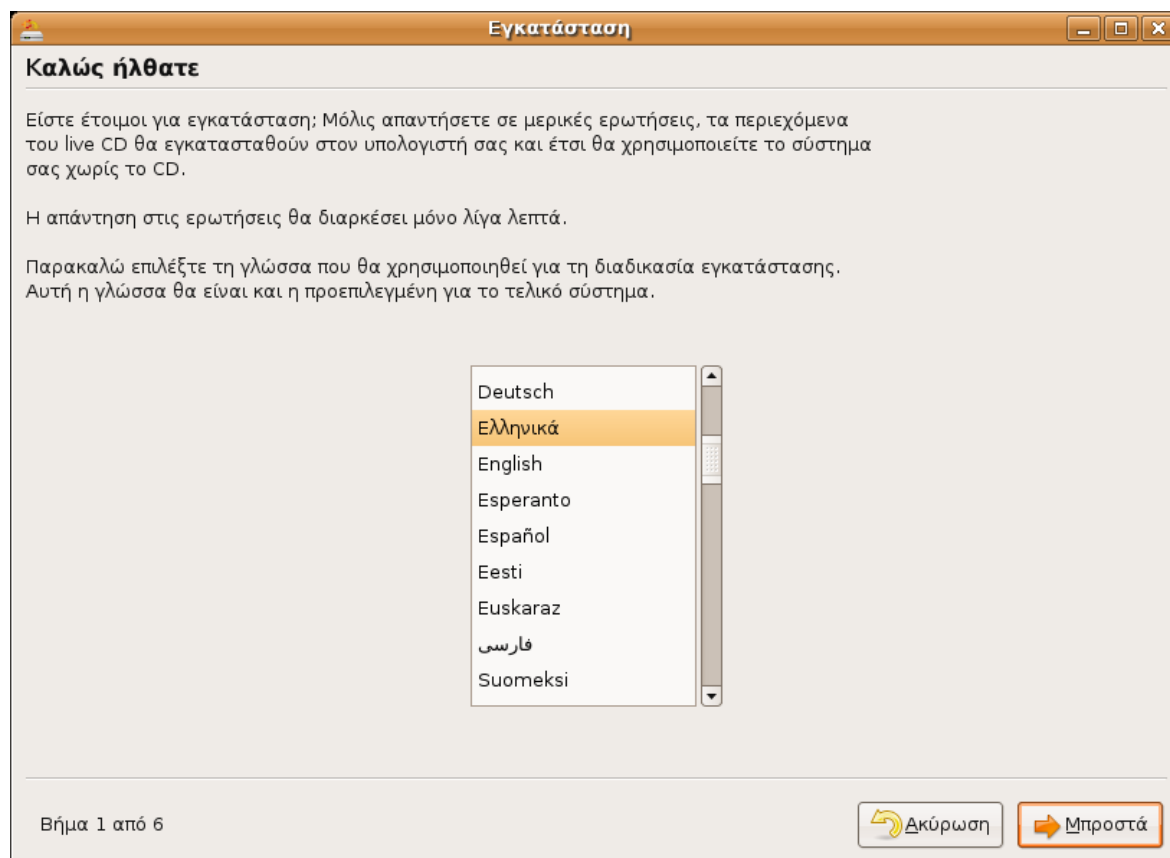 Εγκατάσταση
Καλώς ήλθατε
Είστε έτοιμοι για εγκατάσταση; Μόλις απαντήσετε σε μερικές ερωτήσεις, τα περιεχόμενα
του live CD θα εγκατασταθούν στον υπολογιστή σας και έτσι θα χρησιμοποιείτε το σύστημα
σας χωρίς το CD.
Η απάντηση στις ερωτήσεις θα διαρκέσει μόνο λίγα λεπτά.
Παρακαλώ επιλέξτε τη γλώσσα που θα χρησιμοποιηθεί για τη διαδικασία εγκατάστασης.
Αυτή η γλώσσα θα είναι και η προεπιλεγμένη για το τελικό σύστημα.
Deutsch
Ελληνικά
English
Esperanto
Español
Eesti
Euskaraz
فارسی
Suomeksi
Βήμα 1 από 6
Ακύρωση
Μπροστά